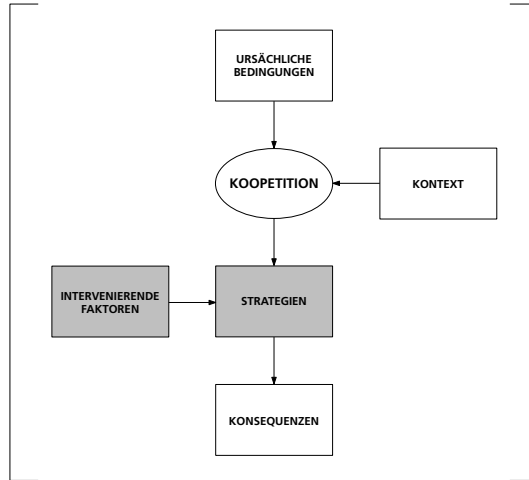 URSÄCHLICHE
BEDINGUNGEN
KOOPETITION
KONTEXT
INTERVENIERENDE
FAKTOREN
STRATEGIEN
KONSEQUENZEN